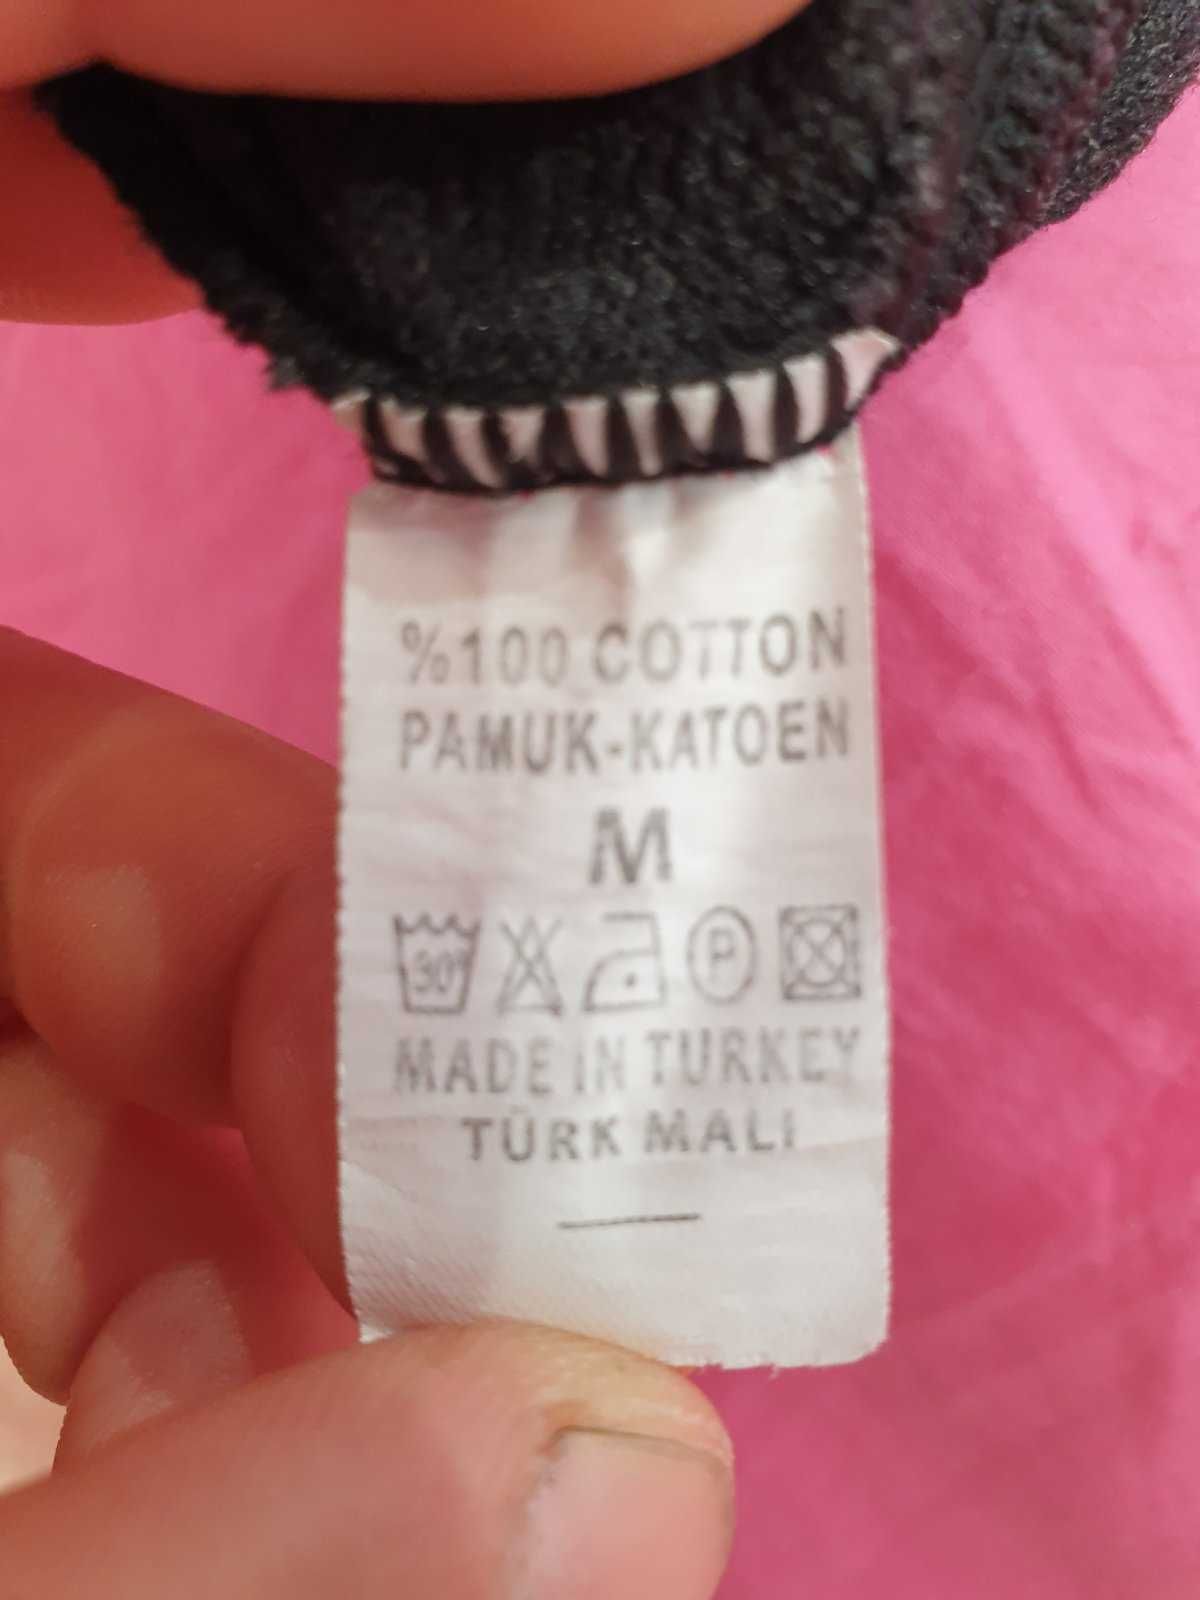 %100 COTTON
PAMUK-KATOEN
M
30° P
MADE IN TURKEY
TÜRK MALI